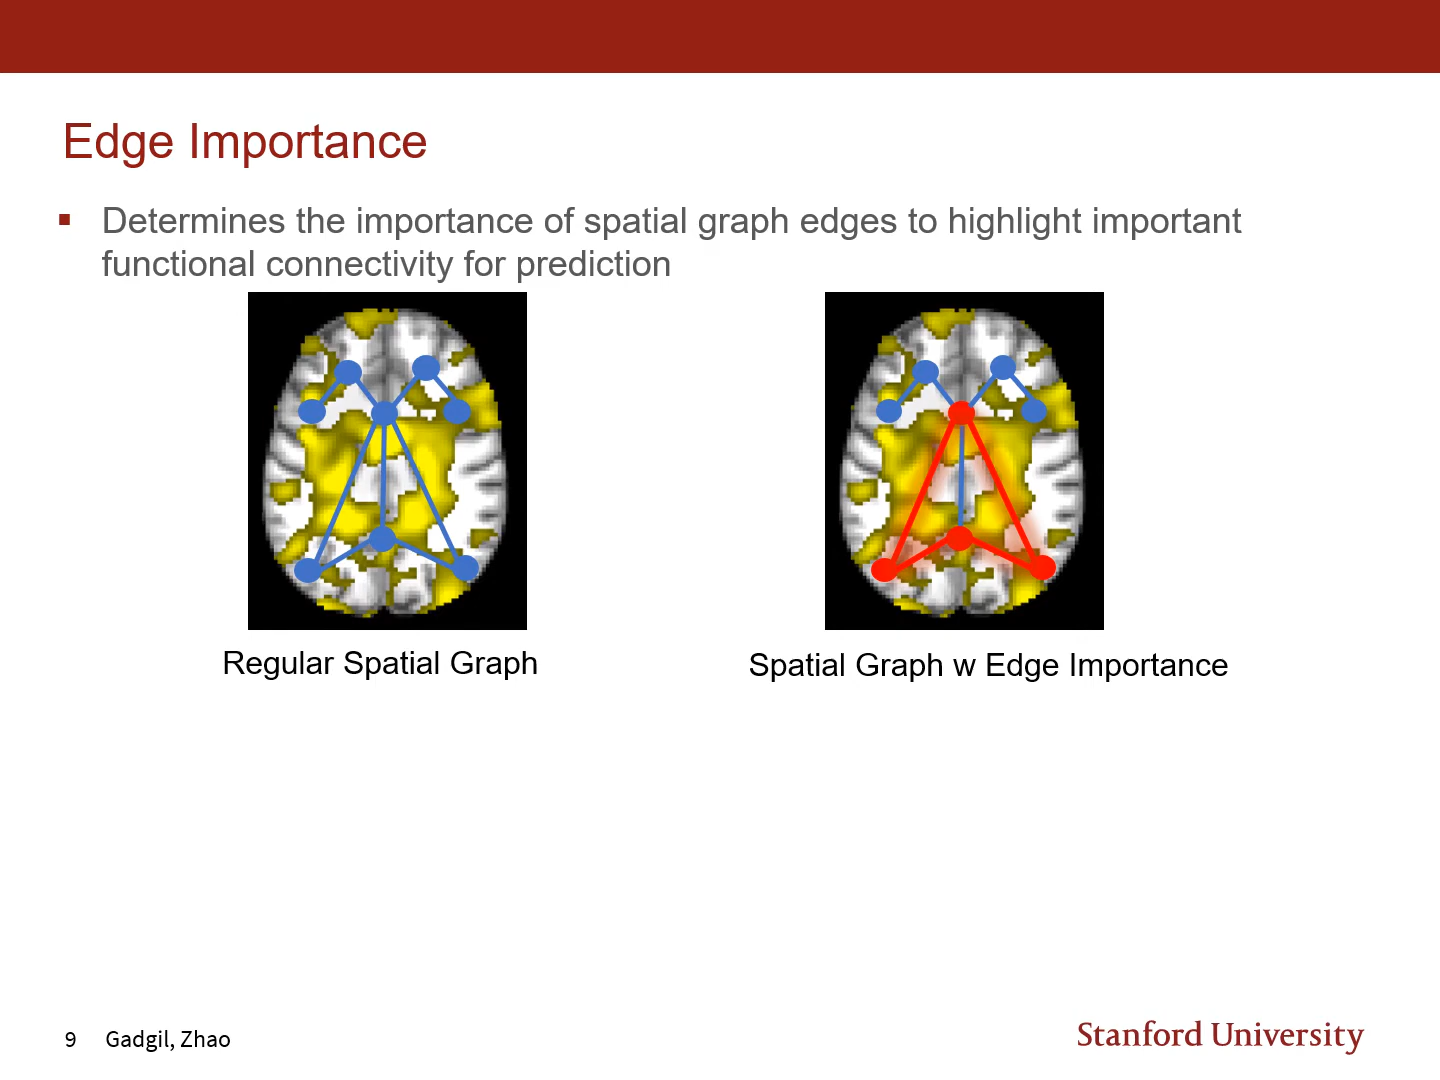 Edge Importance
▪ Determines the importance of spatial graph edges to highlight important
functional connectivity for prediction
Regular Spatial Graph
Spatial Graph w Edge Importance
9 Gadgil, Zhao
Stanford University